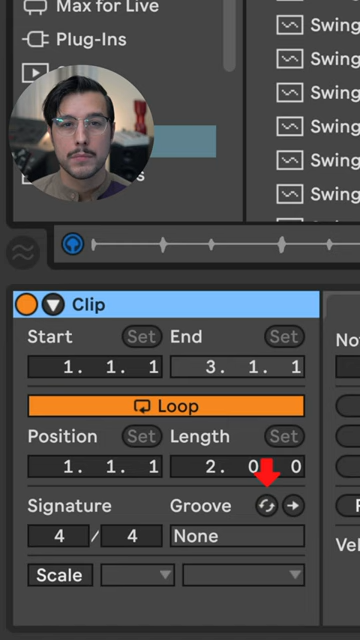 Max for Live
Plug-Ins
Swing
Swing
Swing
Swing
Swing
Swing
Clip
Start Set End Set
1. 1. 1 3. 1. 1
Loop
Position Set Length Set
1. 1. 1 2. 0 0
Signature Groove
4 / 4 None
Scale
No
Vel